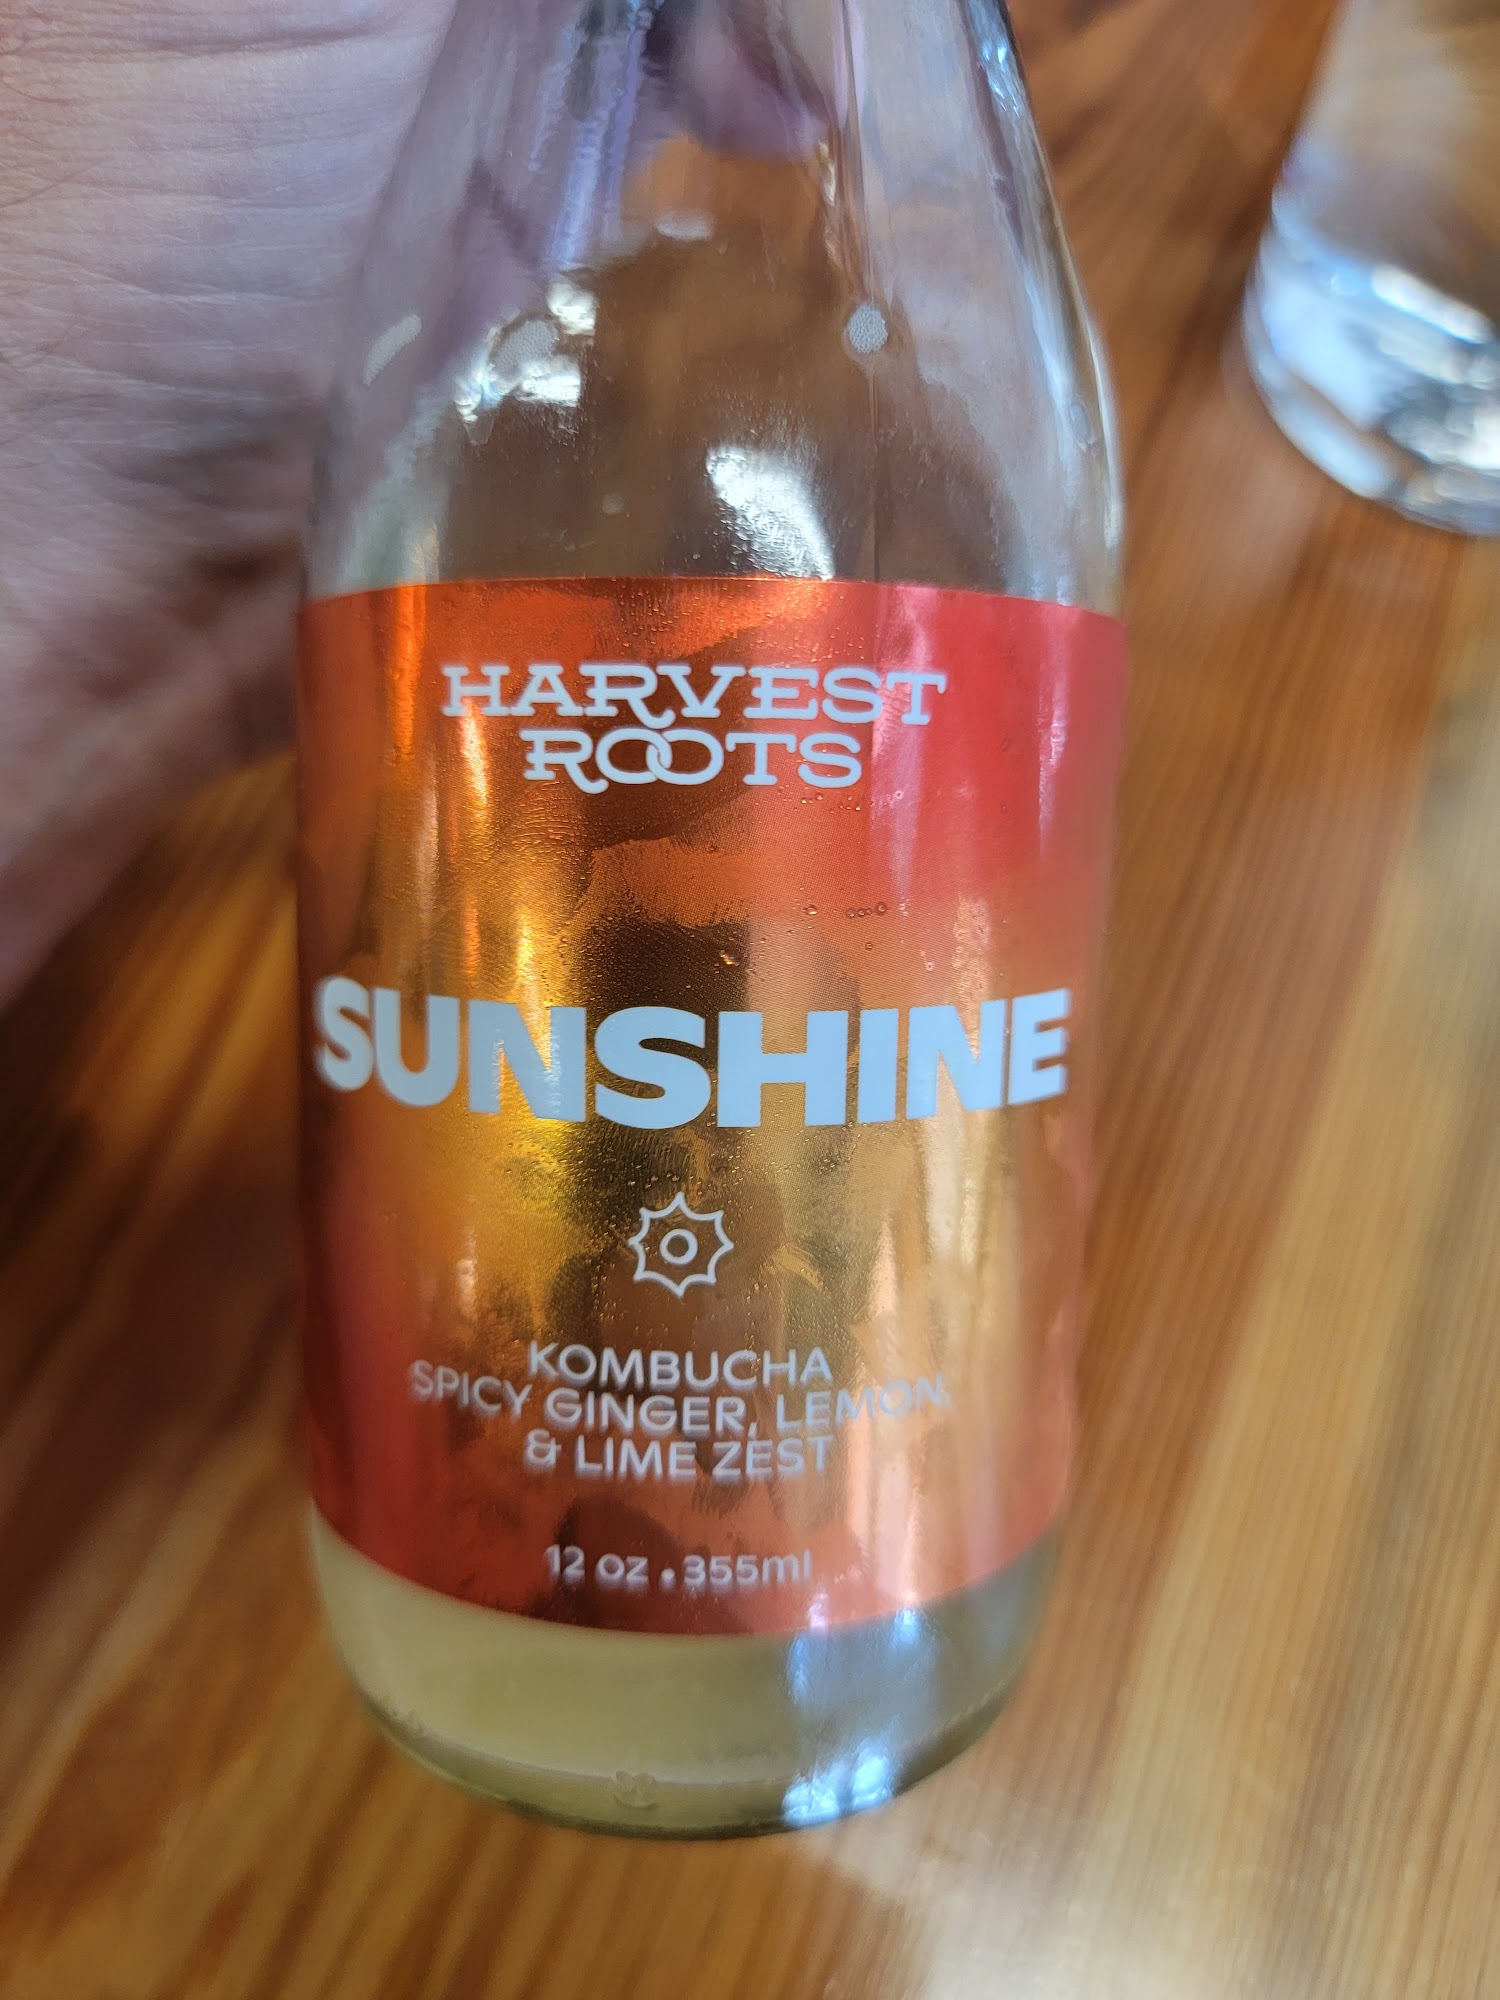 HARVEST
ROOTS
SUNSHINE
KOMBUCHA
SPICY GINGER, LEMON,
& LIME ZEST
12 oz . 355ml